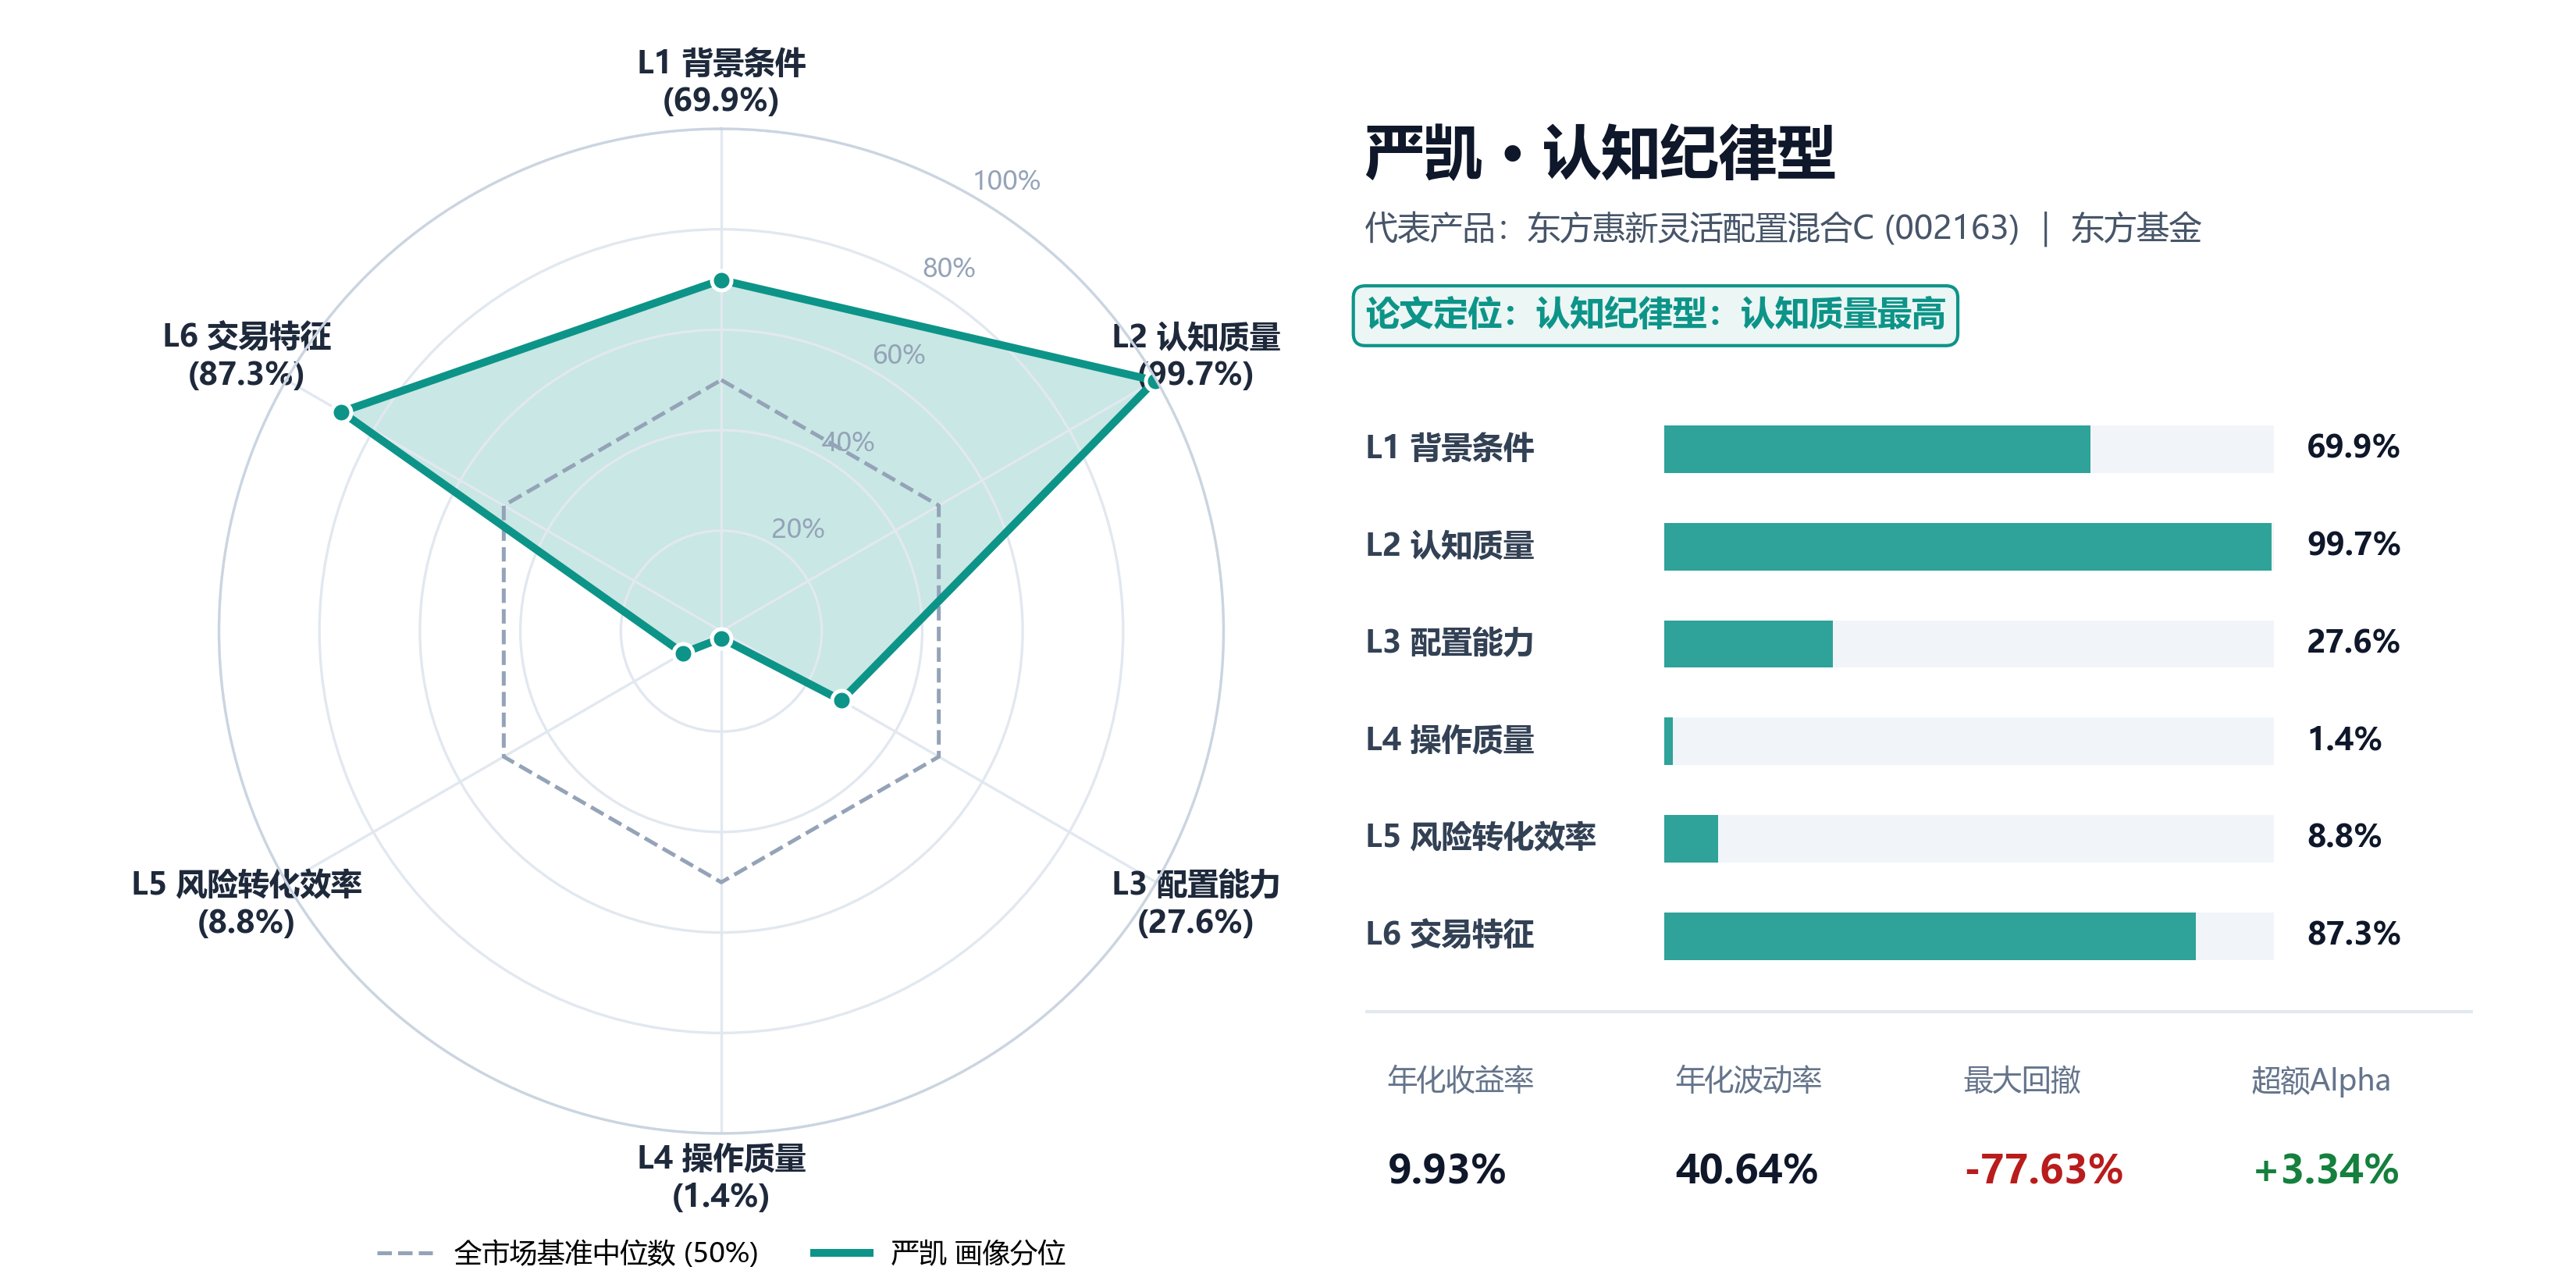 L1 背景条件
(69.9%)
100%
80%
60%
40%
20%
L2 认知质量
(99.7%)
L6 交易特征
(87.3%)
L5 风险转化效率
(8.8%)
L3 配置能力
(27.6%)
L4 操作质量
(1.4%)
全市场基准中位数 (50%)
严凯 画像分位
严凯 • 认知纪律型
代表产品：东方惠新灵活配置混合C (002163) | 东方基金
论文定位：认知纪律型：认知质量最高
L1 背景条件 69.9%
L2 认知质量 99.7%
L3 配置能力 27.6%
L4 操作质量 1.4%
L5 风险转化效率 8.8%
L6 交易特征 87.3%
年化收益率 年化波动率 最大回撤 超额Alpha
9.93% 40.64% -77.63% +3.34%